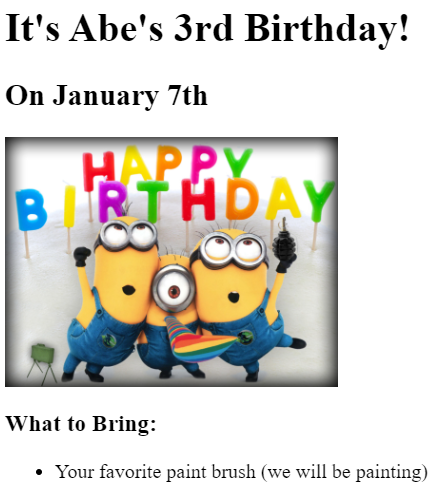 It's Abe's 3rd Birthday!
On January 7th
HAPPY
BIRTHDAY
What to Bring:
• Your favorite paint brush (we will be painting)